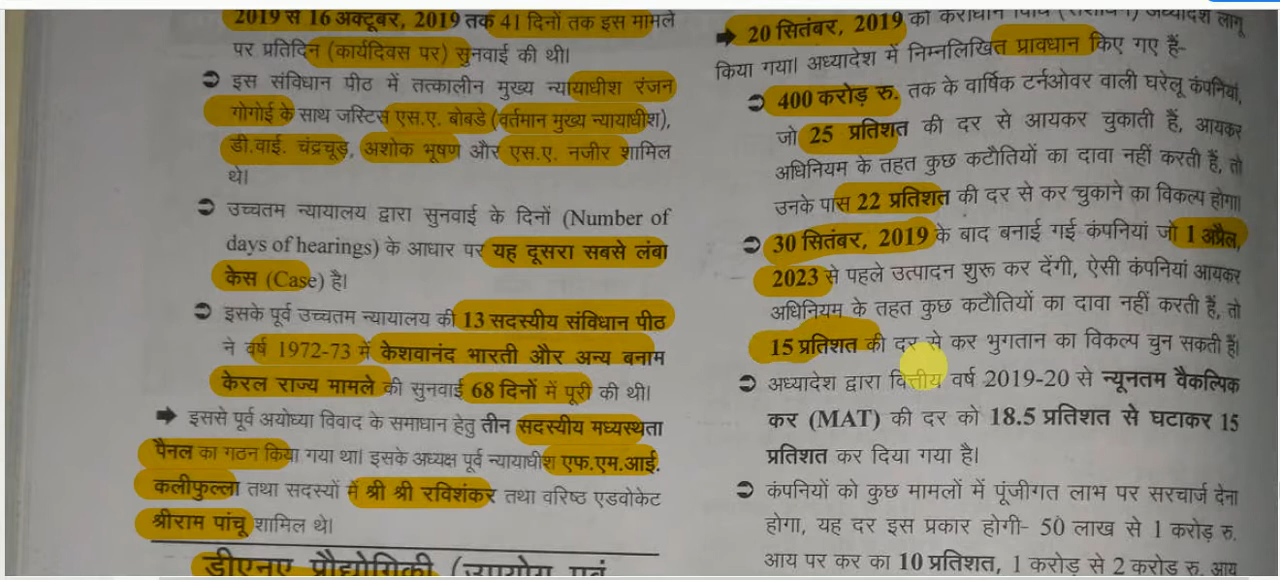 2019 से 16 अक्टूबर, 2019 तक 41 दिनों तक इस मामले
पर प्रतिदिन (कार्यदिवस पर) सुनवाई की थी।
इस संविधान पीठ में तत्कालीन मुख्य न्यायाधीश रंजन
गोगोई के साथ जस्टिस एस.ए. बोबडे (वर्तमान मुख्य न्यायाधीश),
डी.वाई. चंद्रचूड़, अशोक भूषण और एस.ए. नजीर शामिल
थे।
उच्चतम न्यायालय द्वारा सुनवाई के दिनों (Number of
days of hearings) के आधार पर यह दूसरा सबसे लंबा
केस (Case) है।
इसके पूर्व उच्चतम न्यायालय की 13 सदस्यीय संविधान पीठ
ने वर्ष 1972-73 में केशवानंद भारती और अन्य बनाम
केरल राज्य मामले की सुनवाई 68 दिनों में पूरी की थी।
इससे पूर्व अयोध्या विवाद के समाधान हेतु तीन सदस्यीय मध्यस्थता
पैनल का गठन किया गया था। इसके अध्यक्ष पूर्व न्यायाधीश एफ.एम.आई.
कलीफुल्ला तथा सदस्यों में श्री श्री रविशंकर तथा वरिष्ठ एडवोकेट
श्रीराम पांचू शामिल थे।
डीएनए प्रौद्योगिकी (उपयोग एवं
20 सितंबर, 2019 को कराधान विधि (संशोधन) अध्यादेश लागू
किया गया। अध्यादेश में निम्नलिखित प्रावधान किए गए हैं-
400 करोड़ रु. तक के वार्षिक टर्नओवर वाली घरेलू कंपनियां,
जो 25 प्रतिशत की दर से आयकर चुकाती हैं, आयकर
अधिनियम के तहत कुछ कटौतियों का दावा नहीं करती हैं, तो
उनके पास 22 प्रतिशत की दर से कर चुकाने का विकल्प होगा।
30 सितंबर, 2019 के बाद बनाई गई कंपनियां जो 1 अप्रैल,
2023 से पहले उत्पादन शुरू कर देंगी, ऐसी कंपनियां आयकर
अधिनियम के तहत कुछ कटौतियों का दावा नहीं करती हैं, तो
15 प्रतिशत की दर से कर भुगतान का विकल्प चुन सकती हैं।
अध्यादेश द्वारा वित्तीय वर्ष 2019-20 से न्यूनतम वैकल्पिक
कर (MAT) की दर को 18.5 प्रतिशत से घटाकर 15
प्रतिशत कर दिया गया है।
कंपनियों को कुछ मामलों में पूंजीगत लाभ पर सरचार्ज देना
होगा, यह दर इस प्रकार होगी- 50 लाख से 1 करोड़ रु.
आय पर कर का 10 प्रतिशत, 1 करोड़ से 2 करोड़ रु. आय